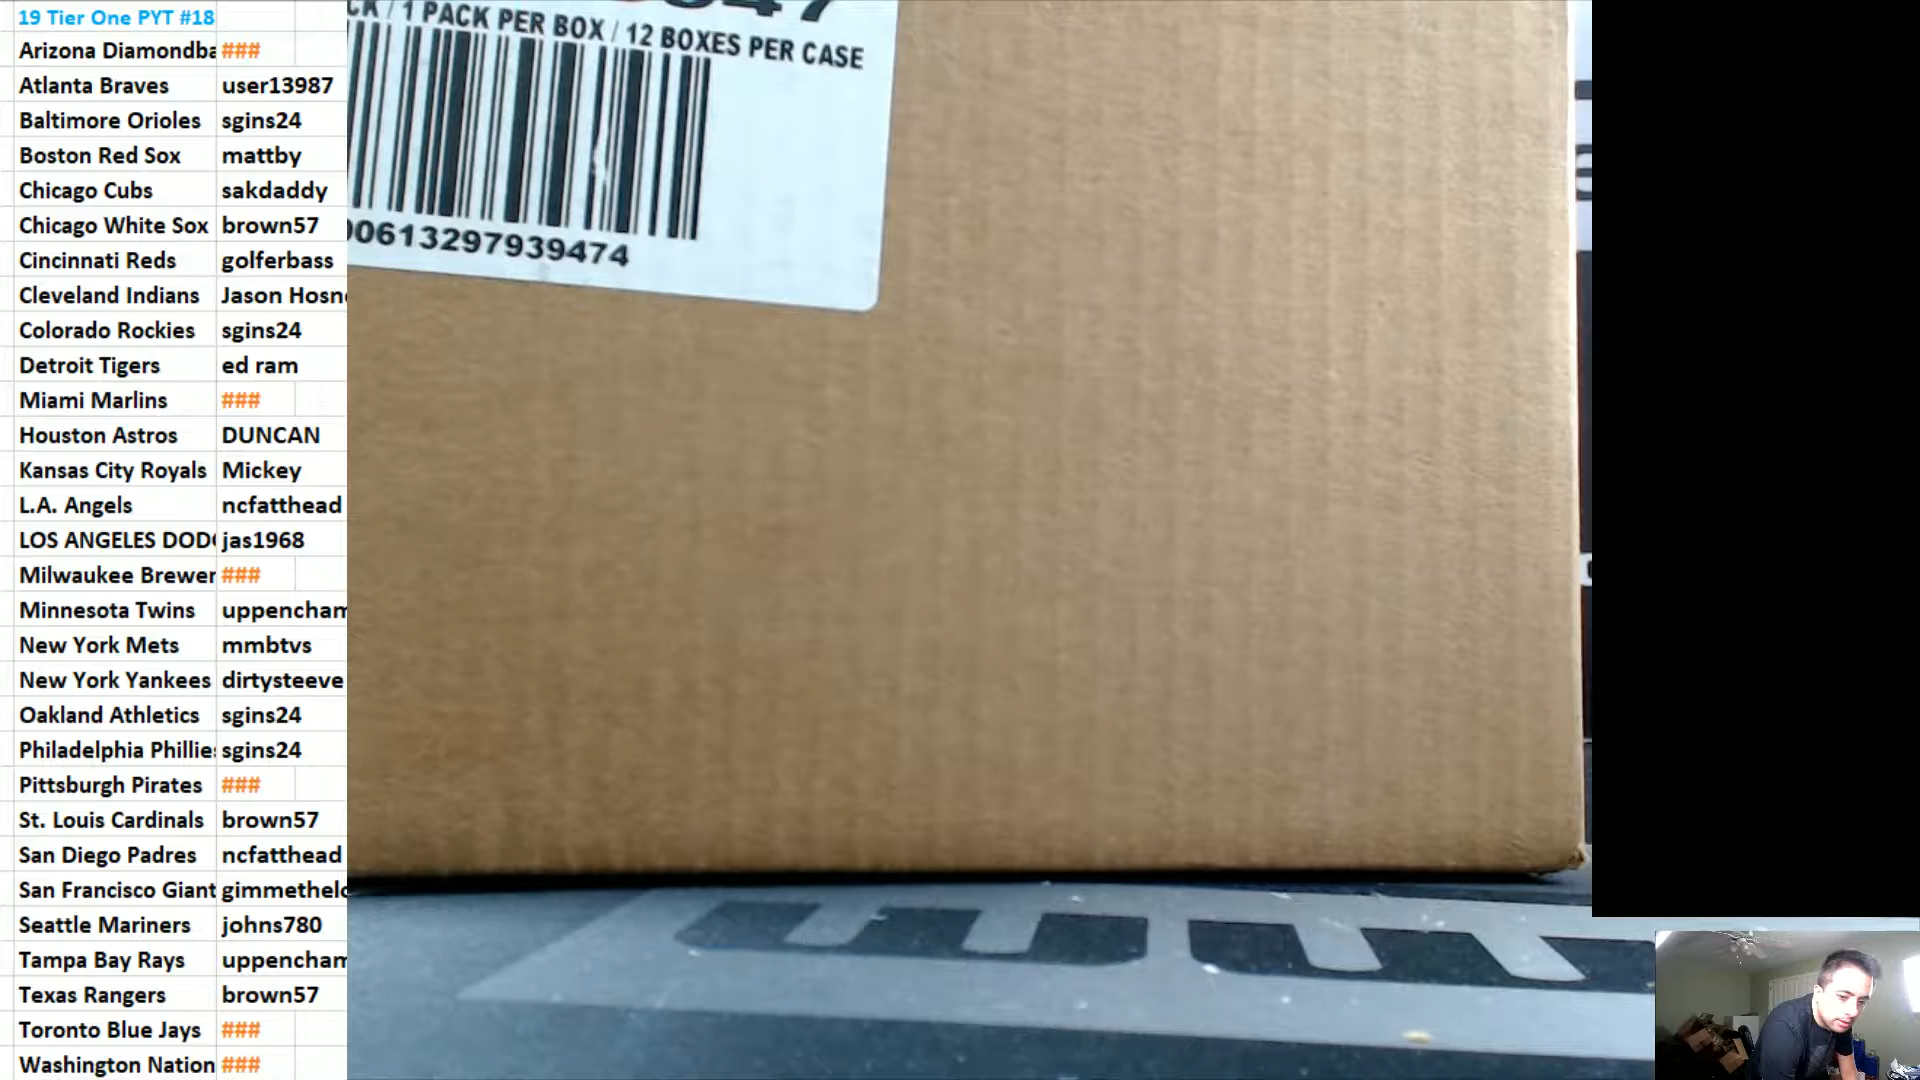 19 Tier One PYT #18
Arizona Diamondba ###
Atlanta Braves user13987
Baltimore Orioles sgins24
Boston Red Sox mattby
Chicago Cubs sakdaddy
Chicago White Sox brown57
Cincinnati Reds golferbass
Cleveland Indians Jason Hosn
Colorado Rockies sgins24
Detroit Tigers ed ram
Miami Marlins ###
Houston Astros DUNCAN
Kansas City Royals Mickey
L.A. Angels ncfatthead
LOS ANGELES DOD jas1968
Milwaukee Brewer ###
Minnesota Twins uppencham
New York Mets mmbtvs
New York Yankees dirtysteeve
Oakland Athletics sgins24
Philadelphia Phillies sgins24
Pittsburgh Pirates ###
St. Louis Cardinals brown57
San Diego Padres ncfatthead
San Francisco Giant gimmethelo
Seattle Mariners johns780
Tampa Bay Rays uppencham
Texas Rangers brown57
Toronto Blue Jays ###
Washington Nation ###
CK / 1 PACK PER BOX / 12 BOXES PER CASE
00613297939474